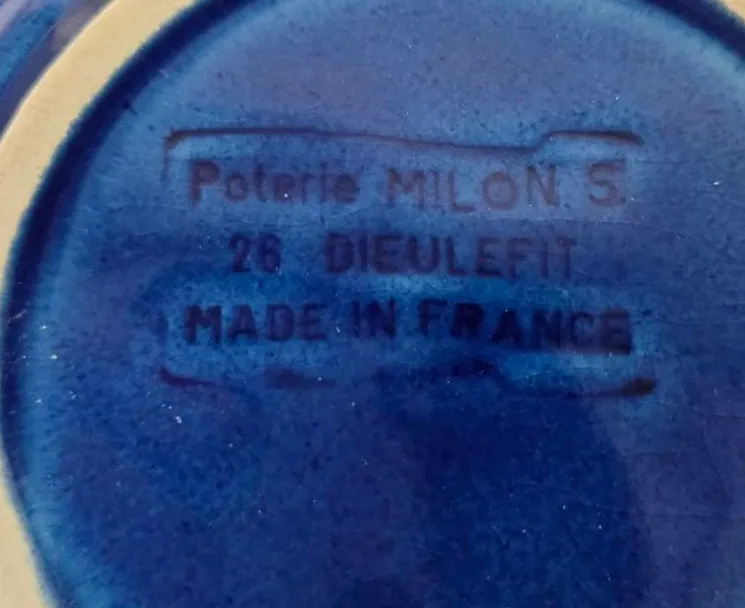 Poterie MILON S.
26 DIEULEFIT
MADE IN FRANCE